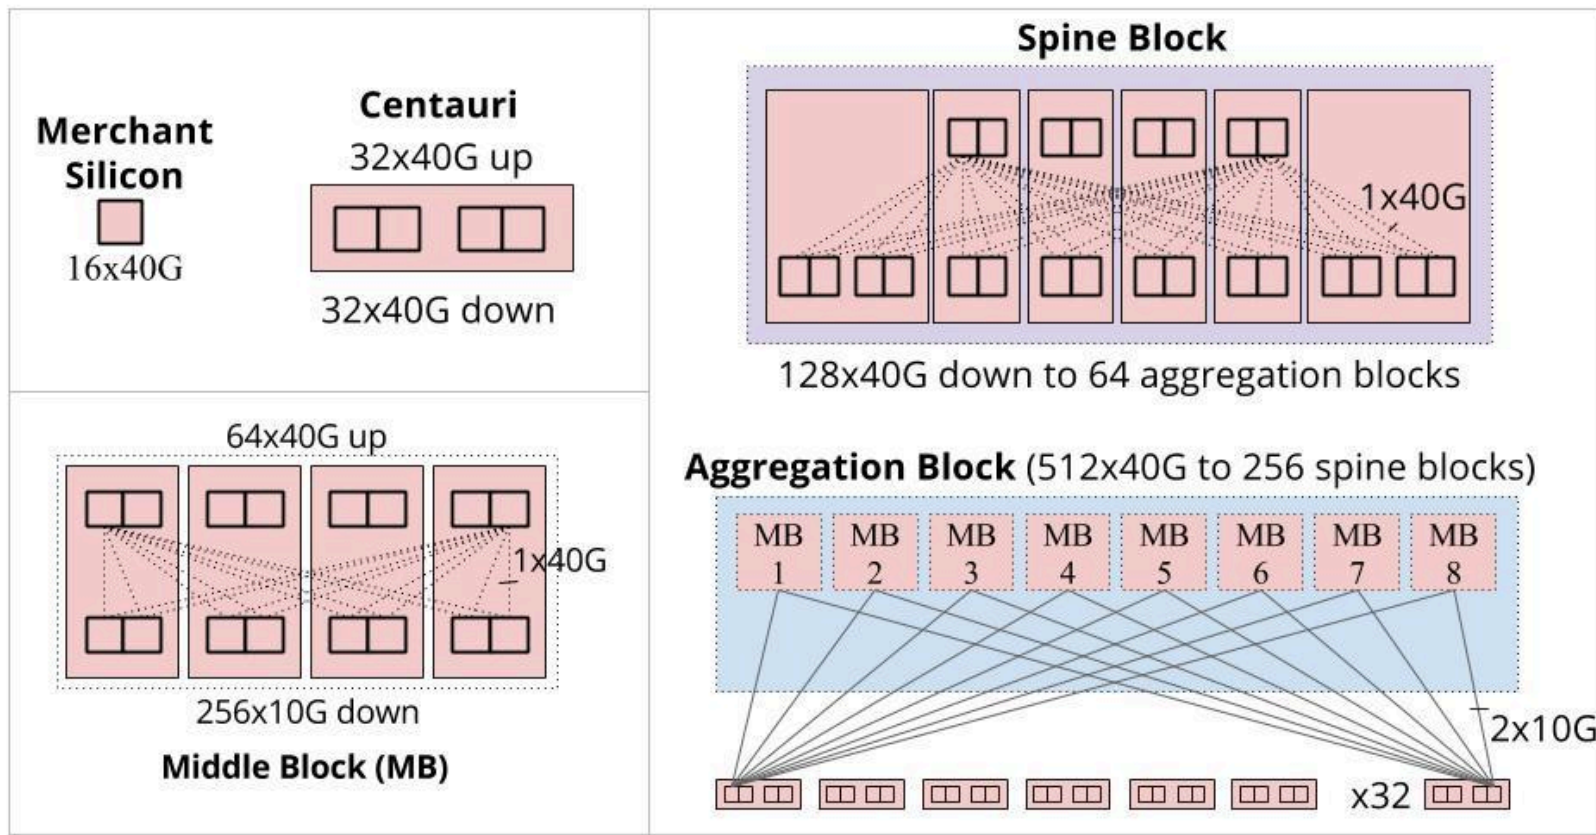 Merchant
Silicon
16x40G
Centauri
32x40G up
32x40G down
64x40G up
1x40G
256x10G down
Middle Block (MB)
Spine Block
1x40G
128x40G down to 64 aggregation blocks
Aggregation Block (512x40G to 256 spine blocks)
MB MB MB MB MB MB MB MB
1 2 3 4 5 6 7 8
2x10G
x32